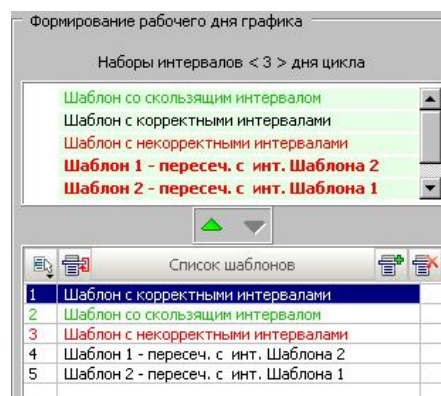 Формирование рабочего дня графика
Наборы интервалов < 3 > дня цикла
Шаблон со скользящим интервалом
Шаблон с корректными интервалами
Шаблон с некорректными интервалами
Шаблон 1 - пересеч. с инт. Шаблона 2
Шаблон 2 - пересеч. с инт. Шаблона 1
Список шаблонов
1 Шаблон с корректными интервалами
2 Шаблон со скользящим интервалом
3 Шаблон с некорректными интервалами
4 Шаблон 1 - пересеч. с инт. Шаблона 2
5 Шаблон 2 - пересеч. с инт. Шаблона 1